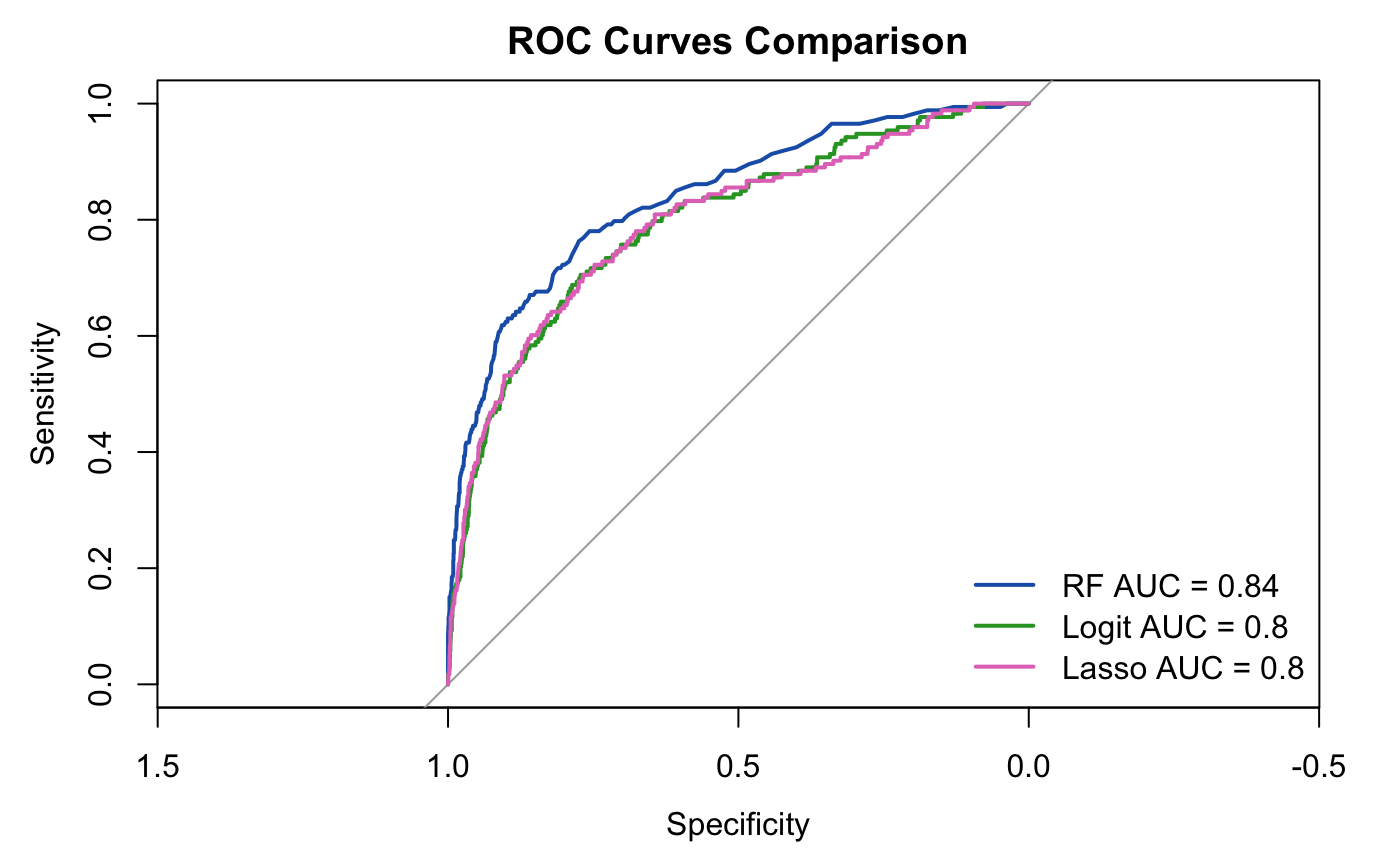 ROC Curves Comparison
Sensitivity
1.0
0.8
0.6
0.4
0.2
0.0
RF AUC = 0.84
Logit AUC = 0.8
Lasso AUC = 0.8
1.5 1.0 0.5 0.0 -0.5
Specificity